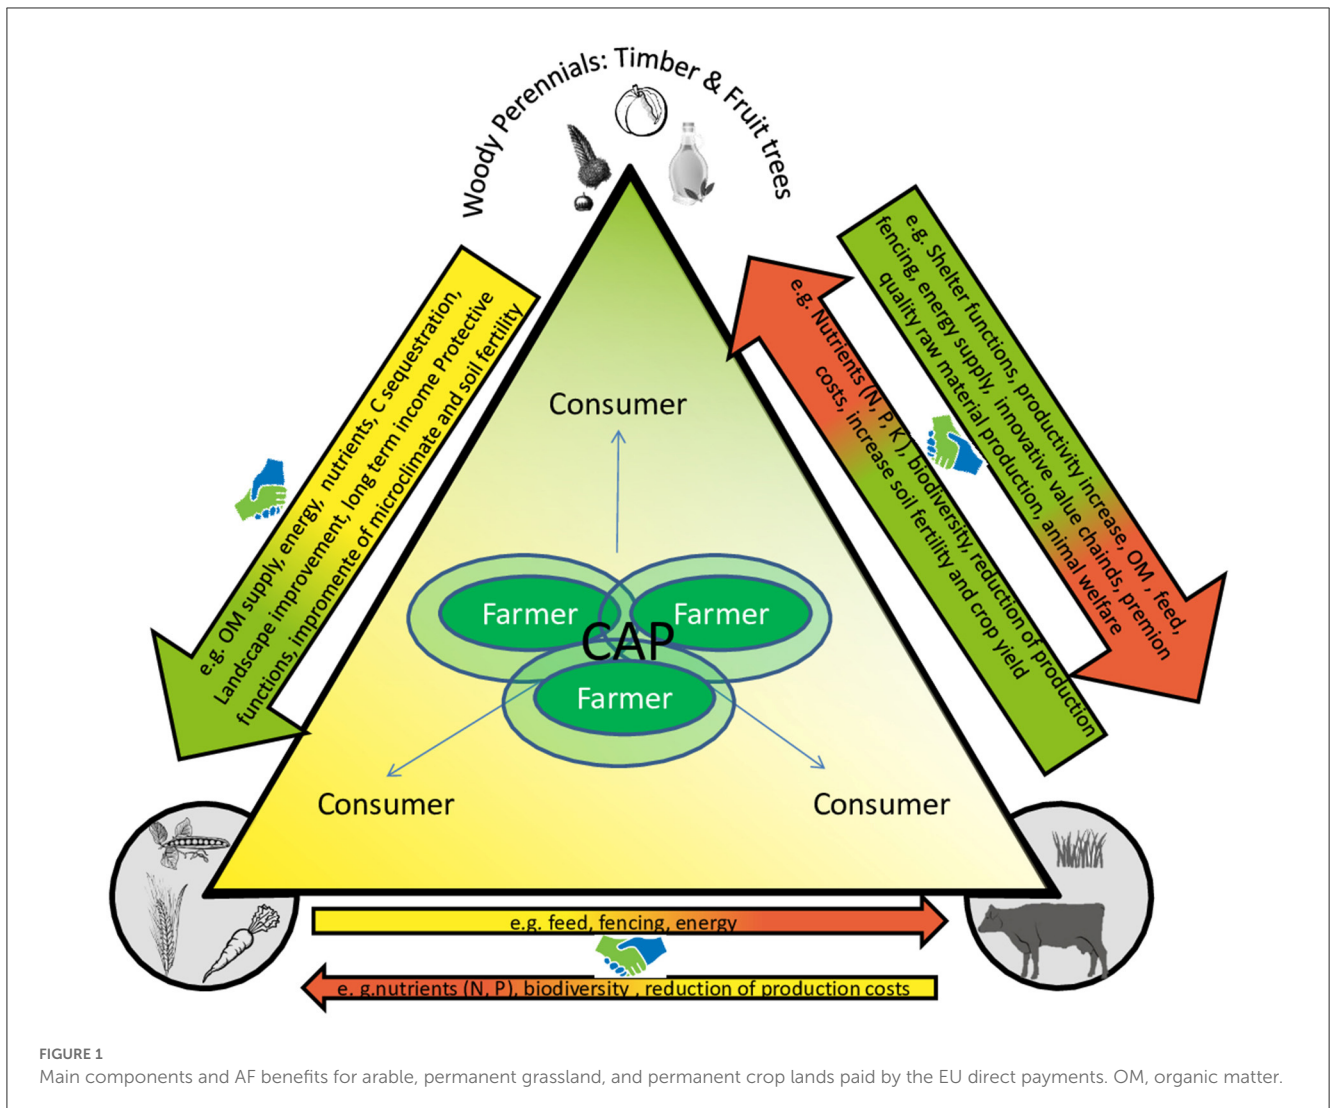 Woody Perennials: Timber & Fruit trees
e.g. OM supply, energy, nutrients, C sequestration,
Landscape improvement, long term income Protective
functions, impromente of microclimate and soil fertility
e.g. Shelter functions, productivity increase, OM, feed,
fencing, energy supply, innovative value chainds, premion
quality raw material production, animal welfare
e.g. Nutrients (N, P, K), biodiversity, reduction of production
costs, increase soil fertility and crop yield
Consumer
Farmer
Farmer
CAP
Farmer
Consumer
Consumer
e.g. feed, fencing, energy
e. g.nutrients (N, P), biodiversity , reduction of production costs
FIGURE 1
Main components and AF benefits for arable, permanent grassland, and permanent crop lands paid by the EU direct payments. OM, organic matter.